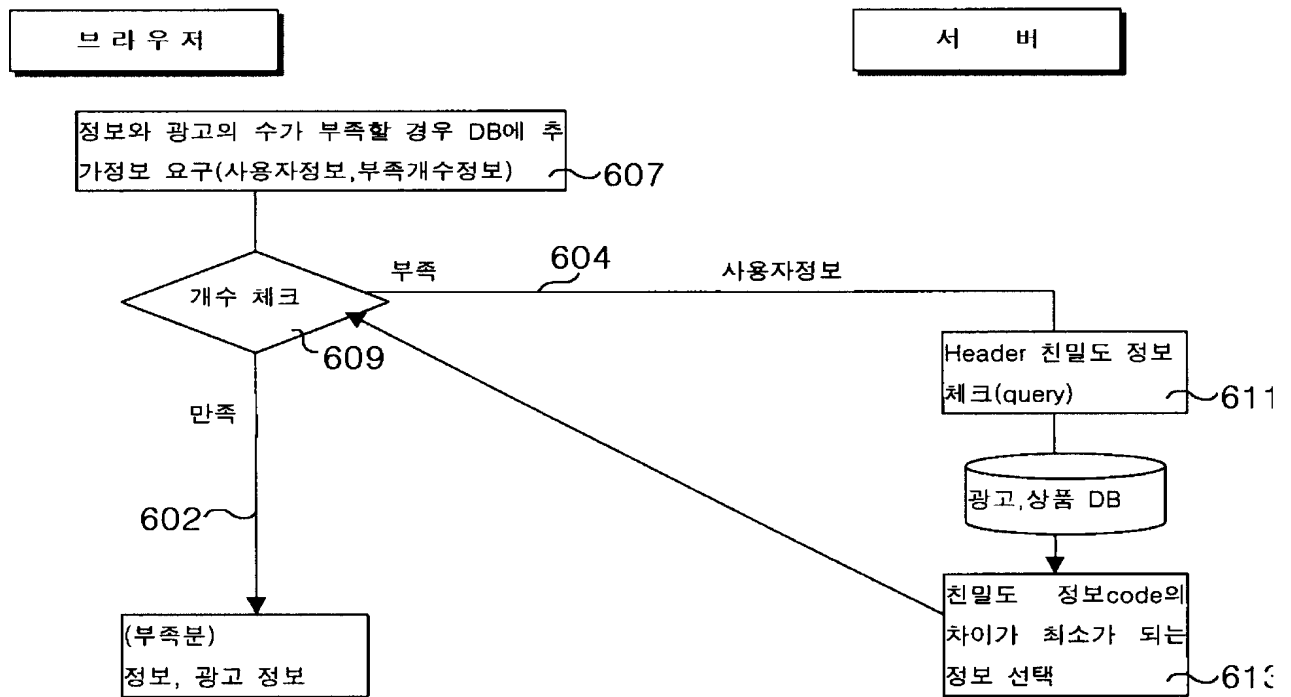 브 라 우 저
서 버
정보와 광고의 수가 부족할 경우 DB에 추
가정보 요구(사용자정보,부족개수정보)
607
부족
604
사용자정보
개수 체크
609
Header 친밀도 정보
체크(query)
611
만족
광고,상품 DB
602
(부족분)
정보, 광고 정보
친밀도 정보code의
차이가 최소가 되는
정보 선택
613